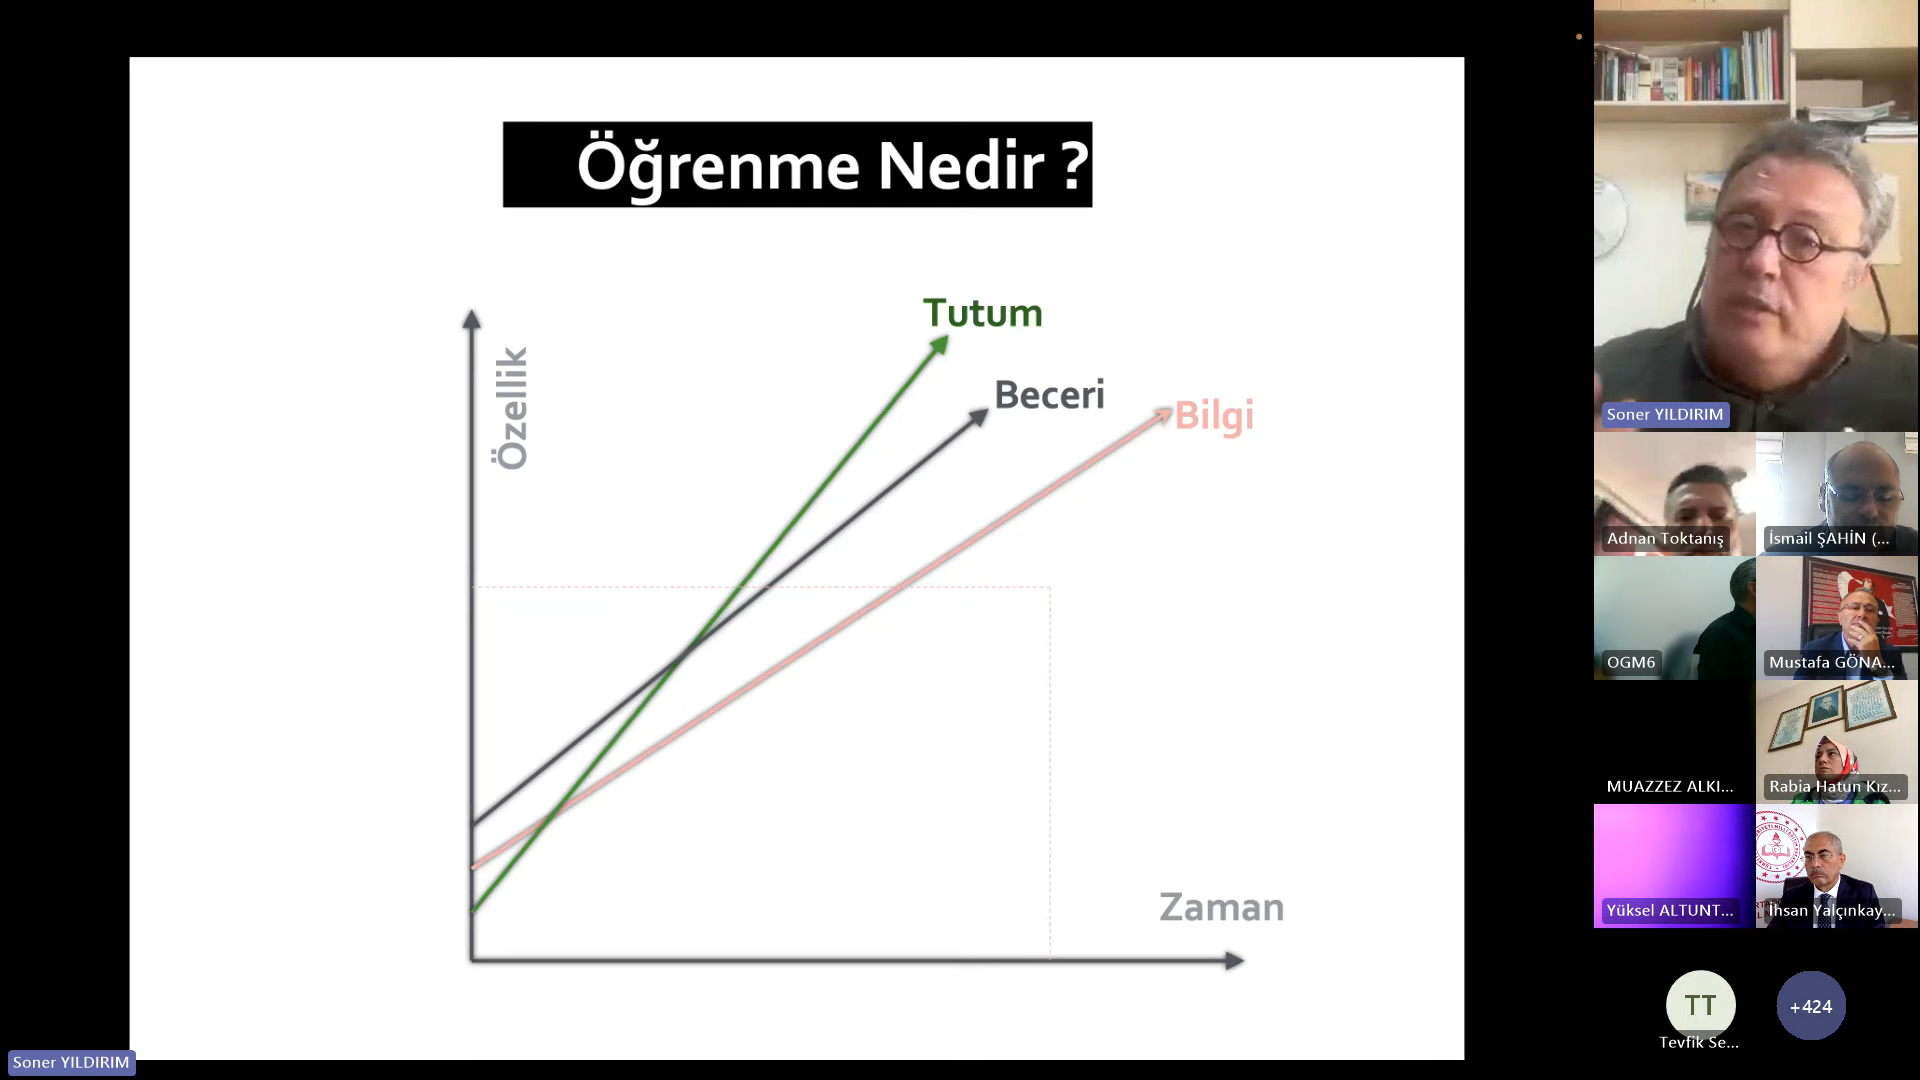 Öğrenme Nedir ?
Özellik
Tutum
Beceri
Bilgi
Zaman
Soner YILDIRIM
Soner YILDIRIM
Adnan Toktanış
İsmail ŞAHİN (...
OGM6
Mustafa GÖNA...
MUAZZEZ ALKI...
Rabia Hatun Kız...
Yüksel ALTUNT...
İhsan Yalçınkay...
TT
Tevfik Se...
+424